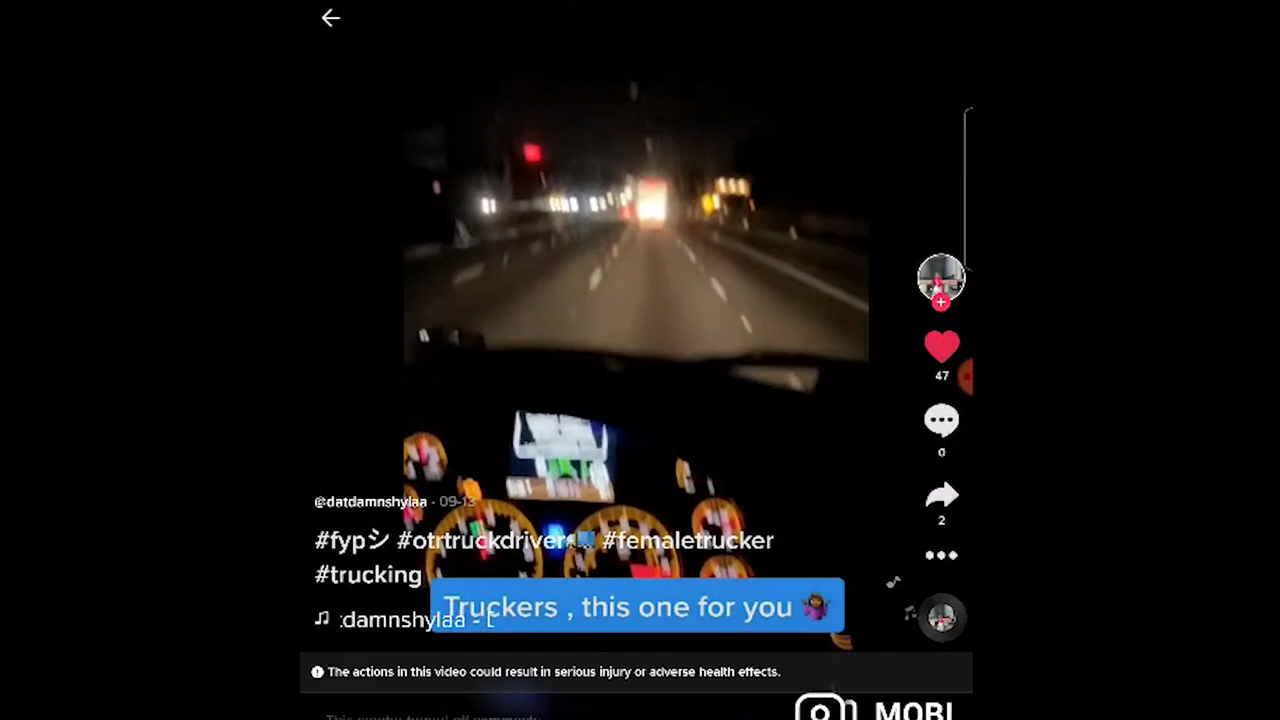 47
0
2
@datdamnshylaa · 09-13
#fypシ #otrtruckdriver🚛 #femaletrucker
#trucking
Truckers , this one for you 🤷🏾‍♀️
:damnshylaa - [
The actions in this video could result in serious injury or adverse health effects.
MOBI